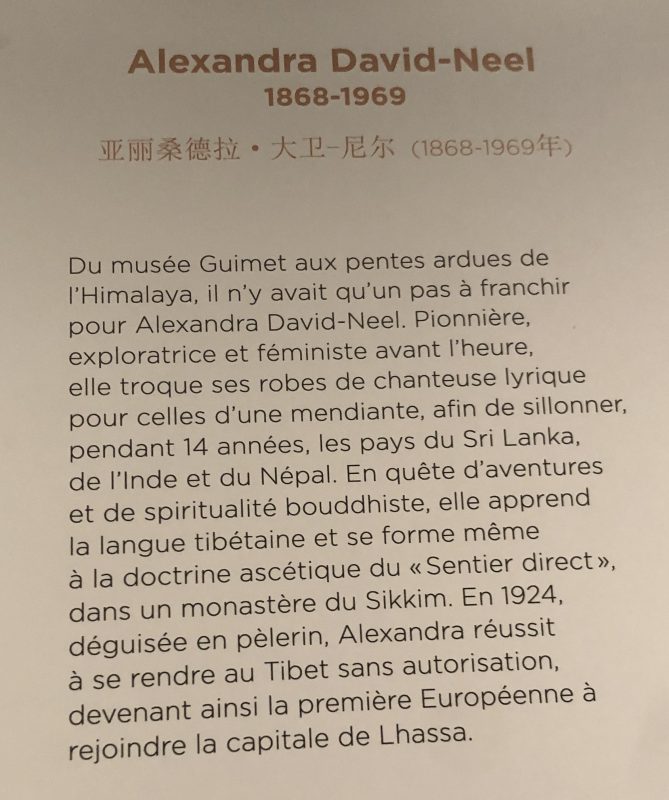 Alexandra David-Neel
1868-1969
亚丽桑德拉·大卫-尼尔 (1868-1969年)
Du musée Guimet aux pentes ardues de
l'Himalaya, il n'y avait qu'un pas à franchir
pour Alexandra David-Neel. Pionnière,
exploratrice et féministe avant l'heure,
elle troque ses robes de chanteuse lyrique
pour celles d'une mendiante, afin de sillonner,
pendant 14 années, les pays du Sri Lanka,
de l'Inde et du Népal. En quête d'aventures
et de spiritualité bouddhiste, elle apprend
la langue tibétaine et se forme même
à la doctrine ascétique du « Sentier direct »,
dans un monastère du Sikkim. En 1924,
déguisée en pèlerin, Alexandra réussit
à se rendre au Tibet sans autorisation,
devenant ainsi la première Européenne à
rejoindre la capitale de Lhassa.